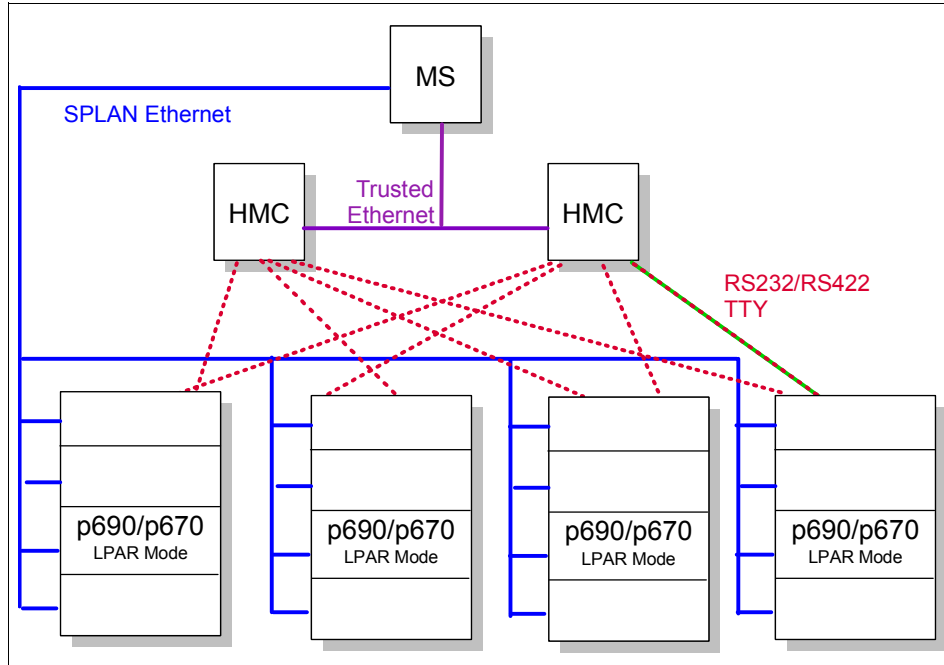 MS
SPLAN Ethernet
HMC
Trusted
Ethernet
HMC
RS232/RS422
TTY
p690/p670
LPAR Mode
p690/p670
LPAR Mode
p690/p670
LPAR Mode
p690/p670
LPAR Mode